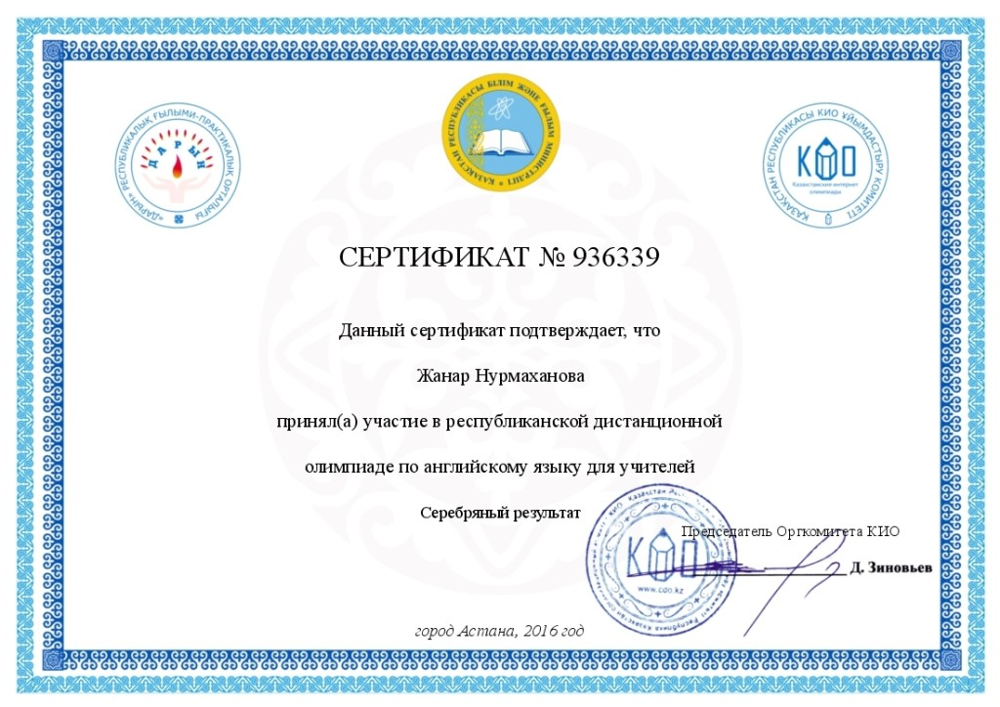 «ДАРЫН» РЕСПУБЛИКАЛЫҚ ҒЫЛЫМИ-ПРАКТИКАЛЫҚ ОРТАЛЫҒЫ
ДАРЫН
ҚАЗАҚСТАН РЕСПУБЛИКАСЫ БІЛІМ ЖӘНЕ ҒЫЛЫМ МИНИСТРЛІГІ
ҚАЗАҚСТАН РЕСПУБЛИКАСЫ КИО ҰЙЫМДАСТЫРУ КОМИТЕТІ
КИО
Казахстанские интернет
олимпиады
СЕРТИФИКАТ № 936339
Данный сертификат подтверждает, что
Жанар Нурмаханова
принял(а) участие в республиканской дистанционной
олимпиаде по английскому языку для учителей
Серебряный результат
Председатель Оргкомитета КИО
Д. Зиновьев
КИО
www.cdo.kz
город Астана, 2016 год